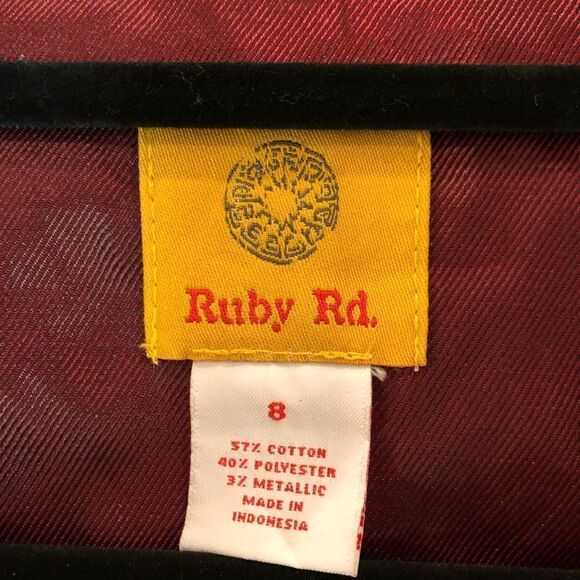 Ruby Rd.
8
57% COTTON
40% POLYESTER
3% METALLIC
MADE IN
INDONESIA